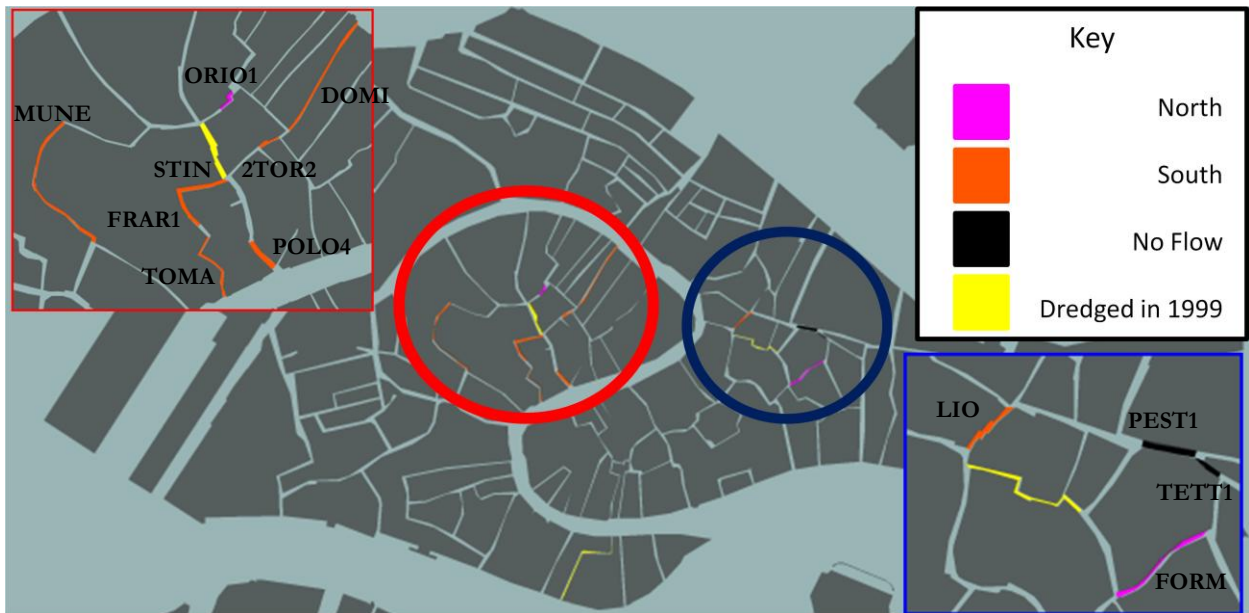 ORIO1
DOMI
MUNE
STIN
2TOR2
FRAR1
POLO4
TOMA
Key
North
South
No Flow
Dredged in 1999
LIO
PEST1
TETT1
FORM